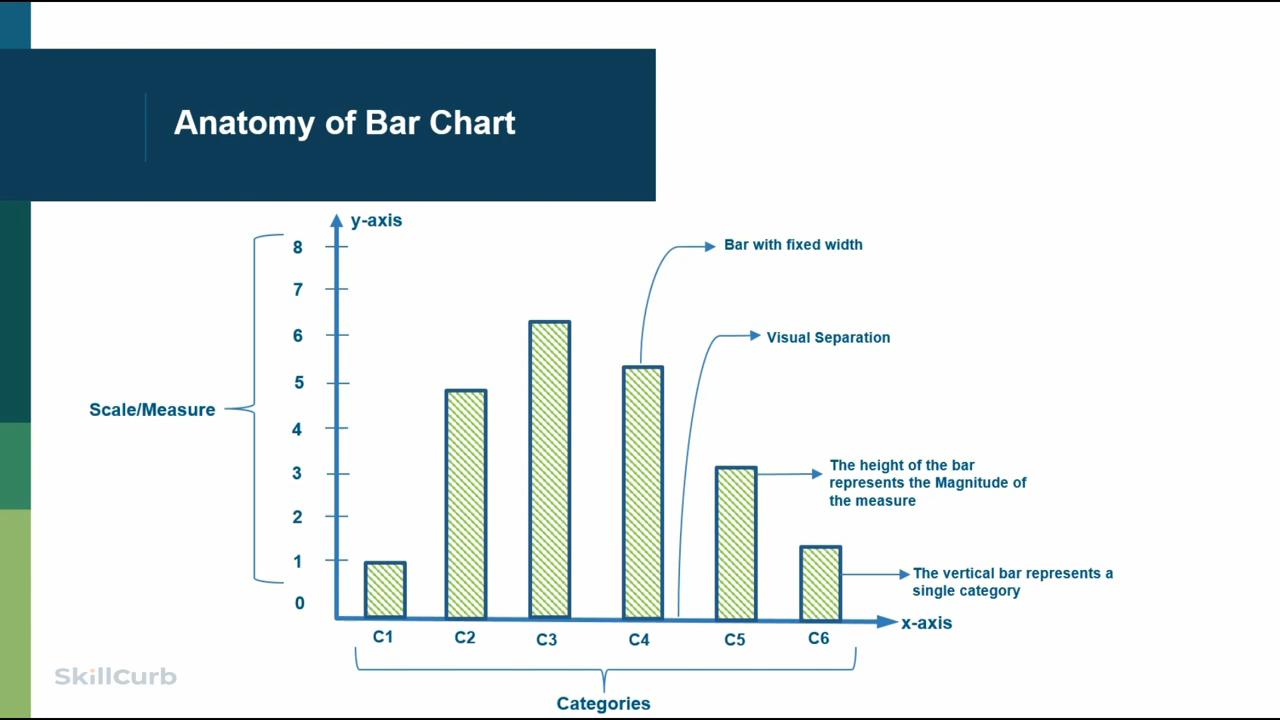 Anatomy of Bar Chart
y-axis
8
7
6
5
4
3
2
1
0
Scale/Measure
Bar with fixed width
Visual Separation
The height of the bar
represents the Magnitude of
the measure
The vertical bar represents a
single category
x-axis
C1 C2 C3 C4 C5 C6
Categories
SkillCurb